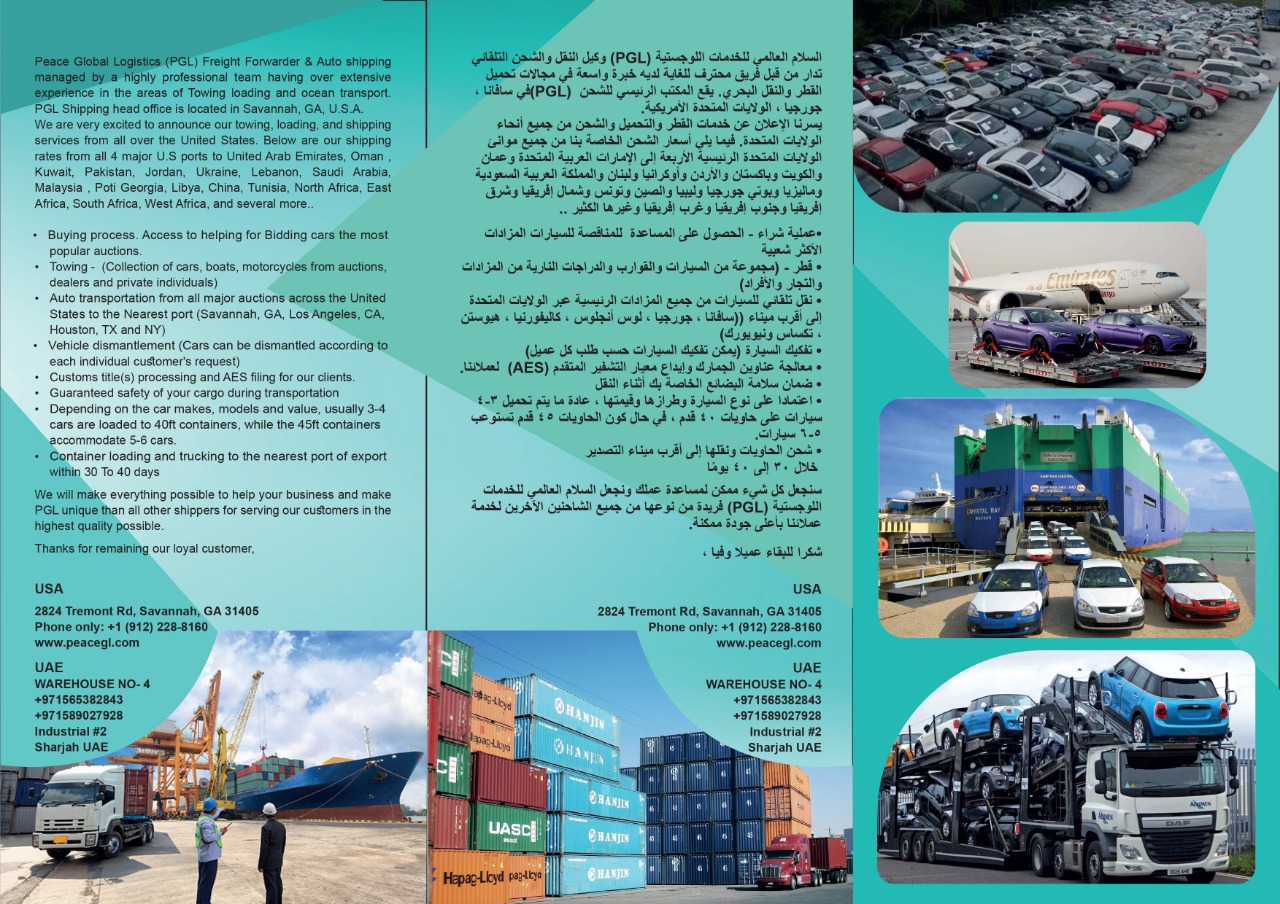 Peace Global Logistics (PGL) Freight Forwarder & Auto shipping
managed by a highly professional team having over extensive
experience in the areas of Towing loading and ocean transport.
PGL Shipping head office is located in Savannah, GA, U.S.A.
We are very excited to announce our towing, loading, and shipping
services from all over the United States. Below are our shipping
rates from all 4 major U.S ports to United Arab Emirates, Oman ,
Kuwait, Pakistan, Jordan, Ukraine, Lebanon, Saudi Arabia,
Malaysia , Poti Georgia, Libya, China, Tunisia, North Africa, East
Africa, South Africa, West Africa, and several more..
• Buying process. Access to helping for Bidding cars the most
popular auctions.
• Towing - (Collection of cars, boats, motorcycles from auctions,
dealers and private individuals)
• Auto transportation from all major auctions across the United
States to the Nearest port (Savannah, GA, Los Angeles, CA,
Houston, TX and NY)
• Vehicle dismantlement (Cars can be dismantled according to
each individual customer's request)
• Customs title(s) processing and AES filing for our clients.
• Guaranteed safety of your cargo during transportation
• Depending on the car makes, models and value, usually 3-4
cars are loaded to 40ft containers, while the 45ft containers
accommodate 5-6 cars.
• Container loading and trucking to the nearest port of export
within 30 To 40 days
We will make everything possible to help your business and make
PGL unique than all other shippers for serving our customers in the
highest quality possible.
Thanks for remaining our loyal customer,
USA
2824 Tremont Rd, Savannah, GA 31405
Phone only: +1 (912) 228-8160
www.peacegl.com
UAE
WAREHOUSE NO- 4
+971565382843
+971589027928
Industrial #2
Sharjah UAE
السلام العالمي للخدمات اللوجستية (PGL) وكيل النقل والشحن التلقائي
تدار من قبل فريق محترف للغاية لديه خبرة واسعة في مجالات تحميل
القطر والنقل البحري. يقع المكتب الرئيسي للشحن (PGL)في سافانا ،
جورجيا ، الولايات المتحدة الأمريكية.
يسرنا الإعلان عن خدمات القطر والتحميل والشحن من جميع أنحاء
الولايات المتحدة. فيما يلي أسعار الشحن الخاصة بنا من جميع موانئ
الولايات المتحدة الرئيسية الأربعة إلى الإمارات العربية المتحدة وعمان
والكويت وباكستان والأردن وأوكرانيا ولبنان والمملكة العربية السعودية
وماليزيا وبوتي جورجيا وليبيا والصين وتونس وشمال إفريقيا وشرق
إفريقيا وجنوب إفريقيا وغرب إفريقيا وغيرها الكثير ..
•عملية شراء - الحصول على المساعدة للمناقصة للسيارات المزادات
الأكثر شعبية
• قطر - (مجموعة من السيارات والقوارب والدراجات النارية من المزادات
والتجار والأفراد)
• نقل تلقائي للسيارات من جميع المزادات الرئيسية عبر الولايات المتحدة
إلى أقرب ميناء ((سافانا ، جورجيا ، لوس أنجلوس ، كاليفورنيا ، هيوستن
، تكساس ونيويورك)
• تفكيك السيارة (يمكن تفكيك السيارات حسب طلب كل عميل)
• معالجة عناوين الجمارك وإيداع معيار التشفير المتقدم (AES) لعملائنا.
• ضمان سلامة البضائع الخاصة بك أثناء النقل
• اعتمادا على نوع السيارة وطرازها وقيمتها ، عادة ما يتم تحميل ٣-٤
سيارات على حاويات ٤٠ قدم ، في حال كون الحاويات ٤٥ قدم تستوعب
٥-٦ سيارات.
• شحن الحاويات ونقلها إلى أقرب ميناء التصدير
خلال ٣٠ إلى ٤٠ يومًا
سنجعل كل شيء ممكن لمساعدة عملك ونجعل السلام العالمي للخدمات
اللوجستية (PGL) فريدة من نوعها من جميع الشاحنين الآخرين لخدمة
عملائنا بأعلى جودة ممكنة.
شكرا للبقاء عميلا وفيا ،
USA
2824 Tremont Rd, Savannah, GA 31405
Phone only: +1 (912) 228-8160
www.peacegl.com
UAE
WAREHOUSE NO- 4
+971565382843
+971589027928
Industrial #2
Sharjah UAE
Hapag-Lloyd
HANJIN
HANJIN
HANJIN
HANJIN
HANJIN
UASC
Hapag-Lloyd
Emirates
CRYSTAL RAY
NASSAU
DAF